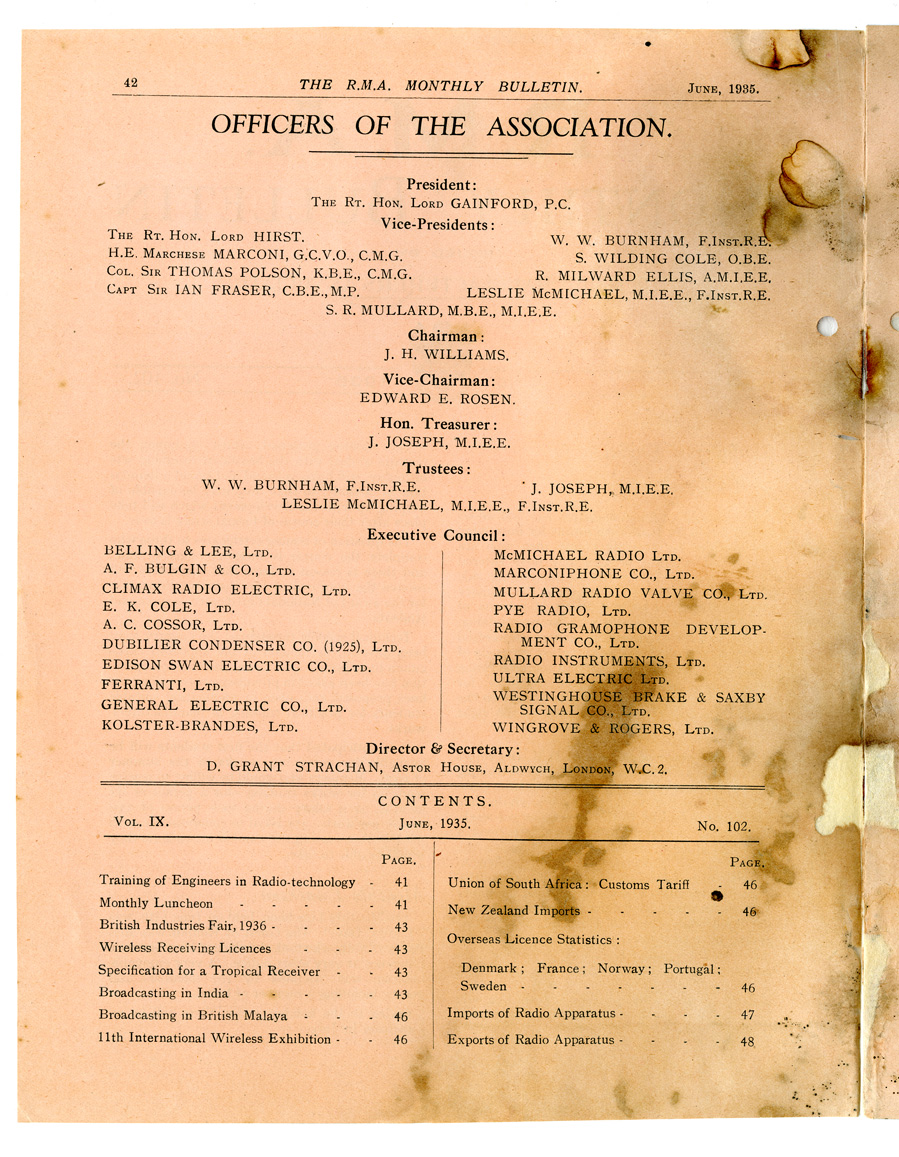 42 THE R.M.A. MONTHLY BULLETIN. JUNE, 1935.
OFFICERS OF THE ASSOCIATION.
President:
THE RT. HON. LORD GAINFORD, P.C.
Vice-Presidents:
THE RT. HON. LORD HIRST.
H.E. MARCHESE MARCONI, G.C.V.O., C.M.G.
COL. SIR THOMAS POLSON, K.B.E., C.M.G.
CAPT SIR IAN FRASER, C.B.E., M.P.
W. W. BURNHAM, F.INST.R.E.
S. WILDING COLE, O.B.E.
R. MILWARD ELLIS, A.M.I.E.E.
LESLIE MCMICHAEL, M.I.E.E., F.INST.R.E.
S. R. MULLARD, M.B.E., M.I.E.E.
Chairman:
J. H. WILLIAMS.
Vice-Chairman:
EDWARD E. ROSEN.
Hon. Treasurer:
J. JOSEPH, M.I.E.E.
Trustees:
W. W. BURNHAM, F.INST.R.E. J. JOSEPH, M.I.E.E.
LESLIE MCMICHAEL, M.I.E.E., F.INST.R.E.
Executive Council:
BELLING & LEE, LTD.
A. F. BULGIN & CO., LTD.
CLIMAX RADIO ELECTRIC, LTD.
E. K. COLE, LTD.
A. C. COSSOR, LTD.
DUBILIER CONDENSER CO. (1925), LTD.
EDISON SWAN ELECTRIC CO., LTD.
FERRANTI, LTD.
GENERAL ELECTRIC CO., LTD.
KOLSTER-BRANDES, LTD.
MCMICHAEL RADIO LTD.
MARCONIPHONE CO., LTD.
MULLARD RADIO VALVE CO., LTD.
PYE RADIO, LTD.
RADIO GRAMOPHONE DEVELOP-
MENT CO., LTD.
RADIO INSTRUMENTS, LTD.
ULTRA ELECTRIC LTD.
WESTINGHOUSE BRAKE & SAXBY
SIGNAL CO., LTD.
WINGROVE & ROGERS, LTD.
Director & Secretary:
D. GRANT STRACHAN, ASTOR HOUSE, ALDWYCH, LONDON, W.C.2.
CONTENTS.
VOL. IX. JUNE, 1935. No. 102.
PAGE.
Training of Engineers in Radio-technology - 41
Monthly Luncheon - - - - - 41
British Industries Fair, 1936 - - - - 43
Wireless Receiving Licences - - - 43
Specification for a Tropical Receiver - - 43
Broadcasting in India - - - - - 43
Broadcasting in British Malaya - - - 46
11th International Wireless Exhibition - - 46
PAGE.
Union of South Africa: Customs Tariff - 46
New Zealand Imports - - - - - 46
Overseas Licence Statistics:
Denmark; France; Norway; Portugal;
Sweden - - - - - - - 46
Imports of Radio Apparatus - - - - 47
Exports of Radio Apparatus - - - - 48